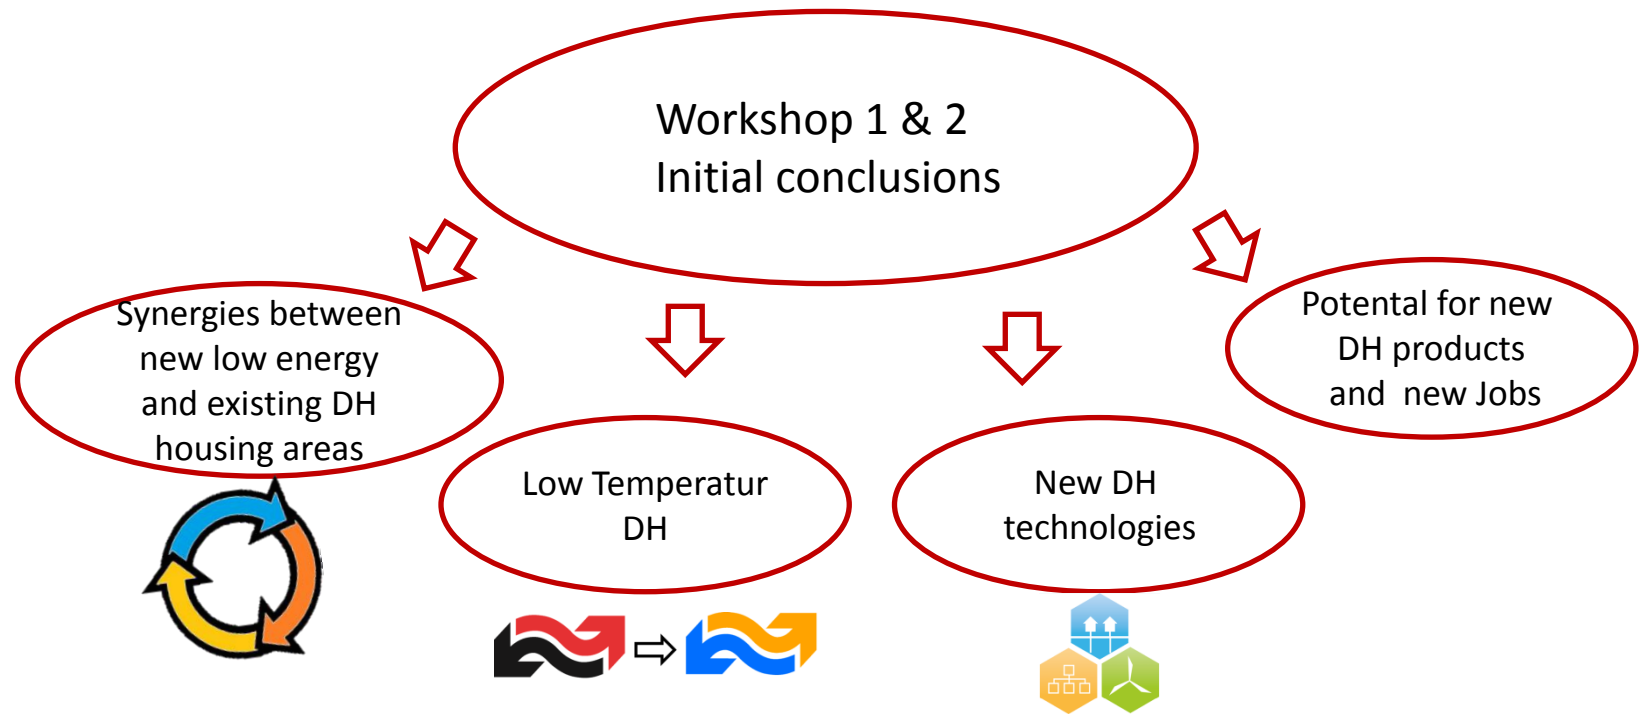 Workshop 1 & 2
Initial conclusions
Synergies between
new low energy
and existing DH
housing areas
Low Temperatur
DH
New DH
technologies
Potental for new
DH products
and new Jobs